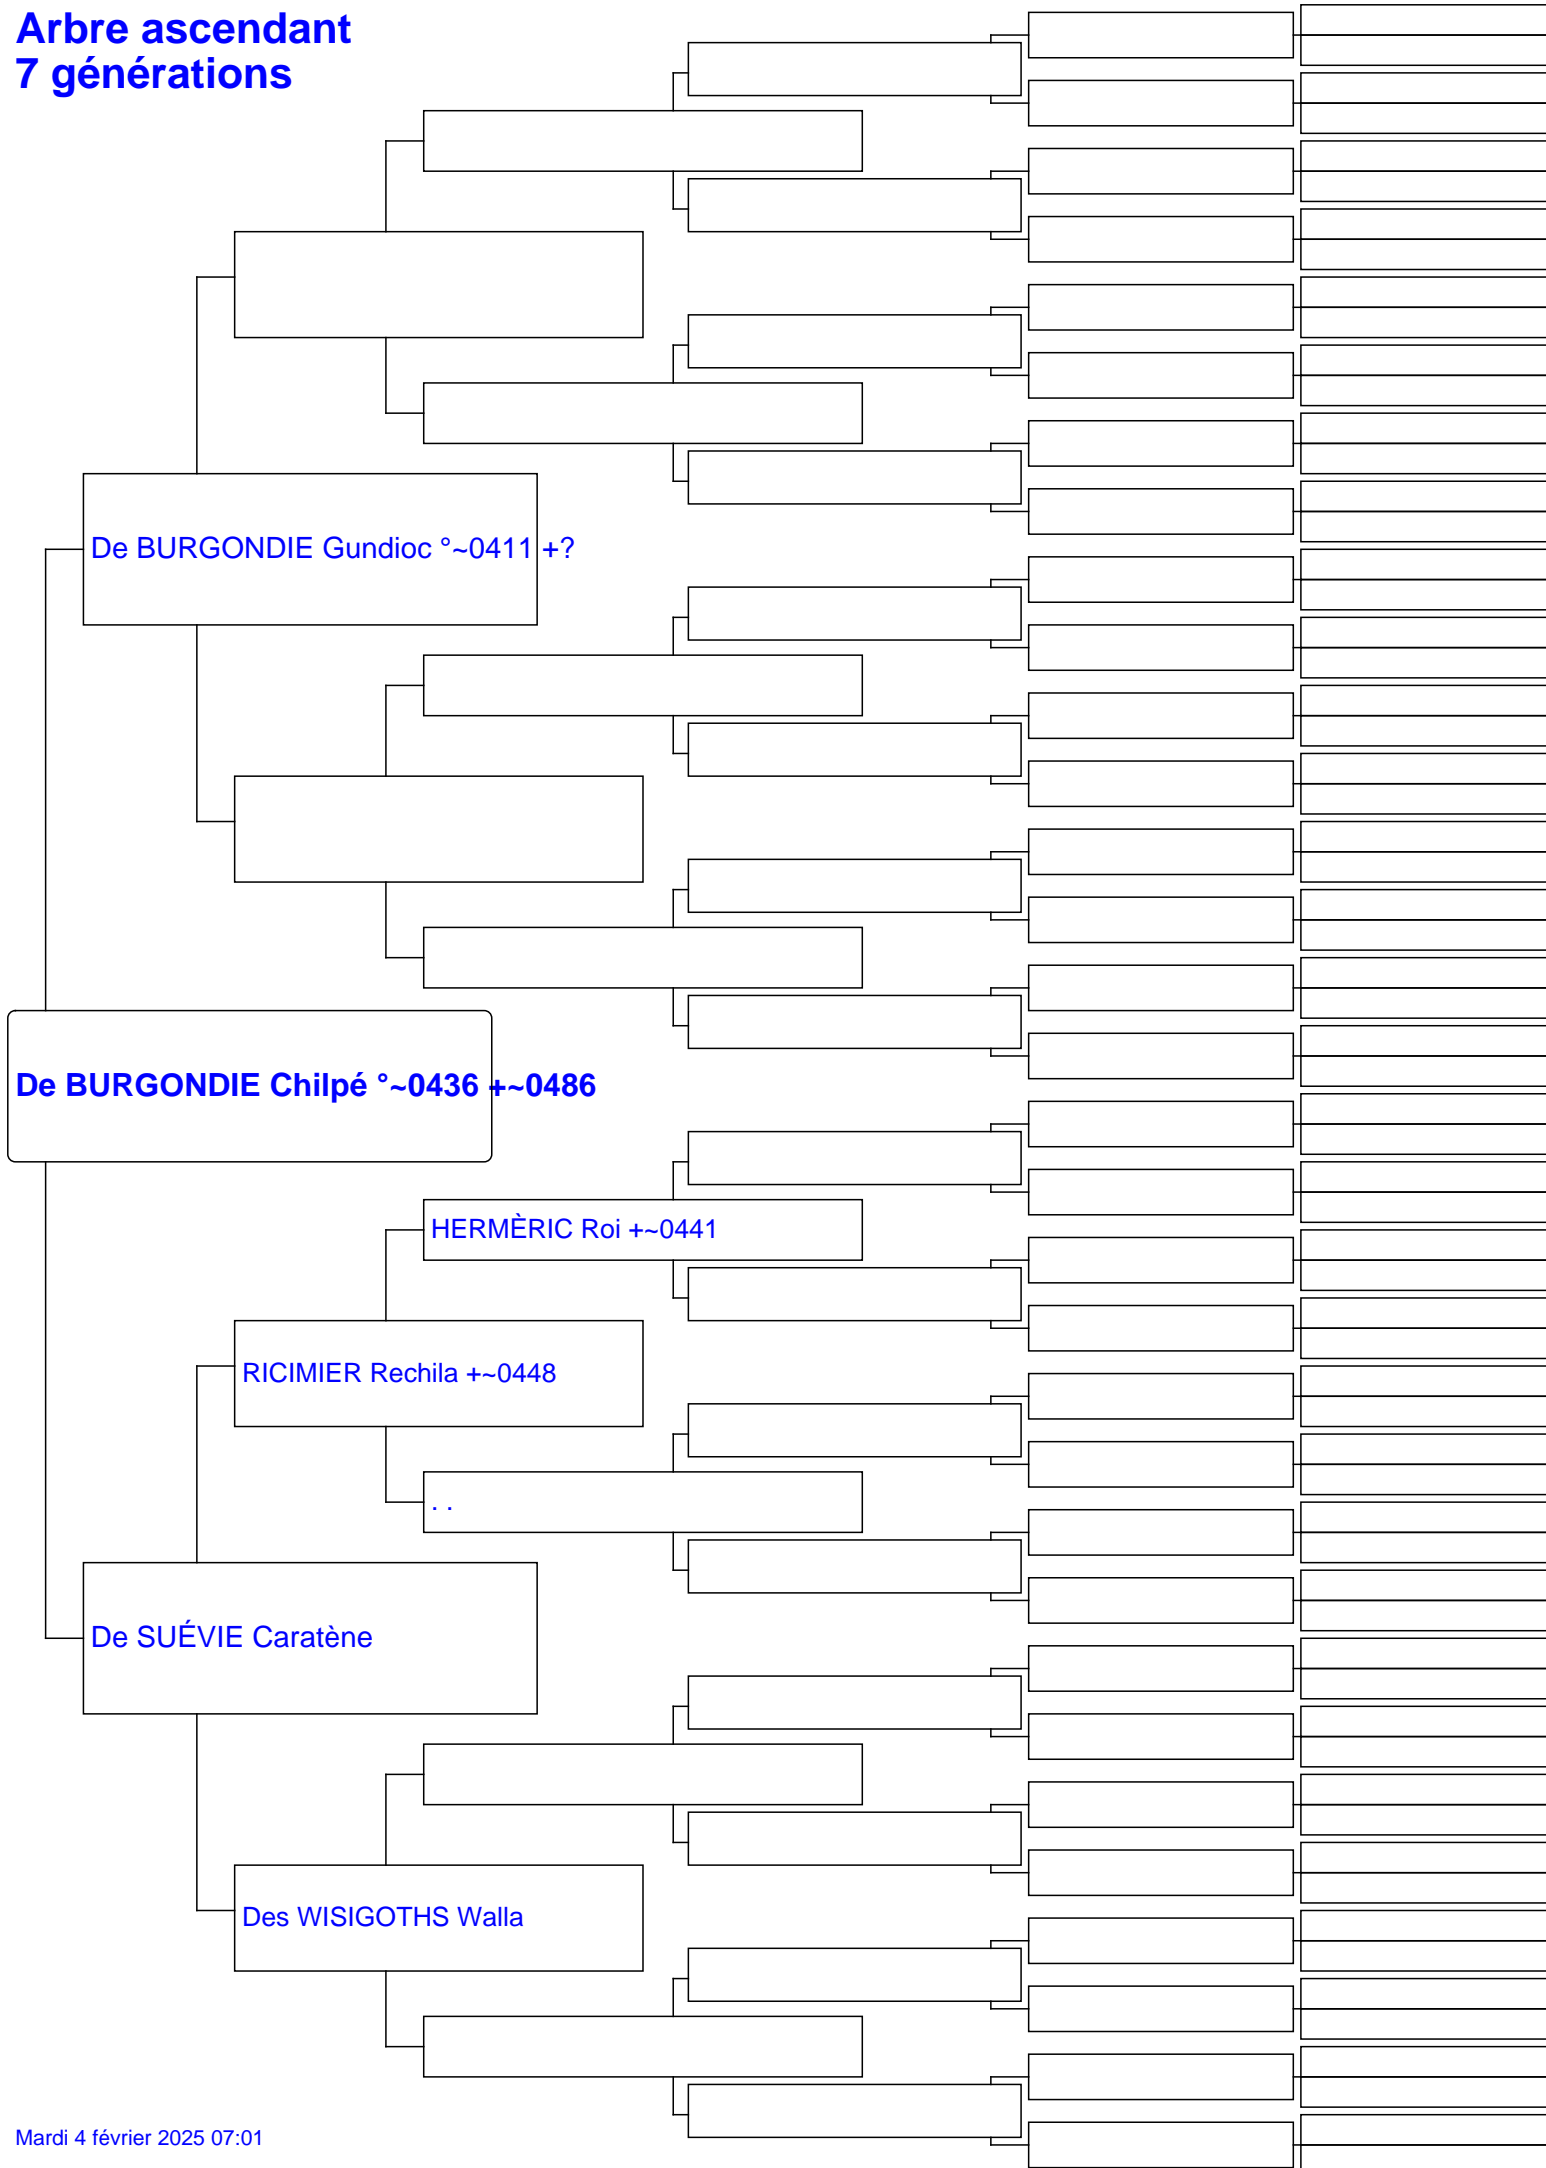 Arbre ascendant
7 générations
De BURGONDIE Gundioc °~0411 +?
De BURGONDIE Chilpé °~0436 +~0486
HERMÈRIC Roi +~0441
RICIMIER Rechila +~0448
. .
De SUÉVIE Caratène
Des WISIGOTHS Walla
Mardi 4 février 2025 07:01